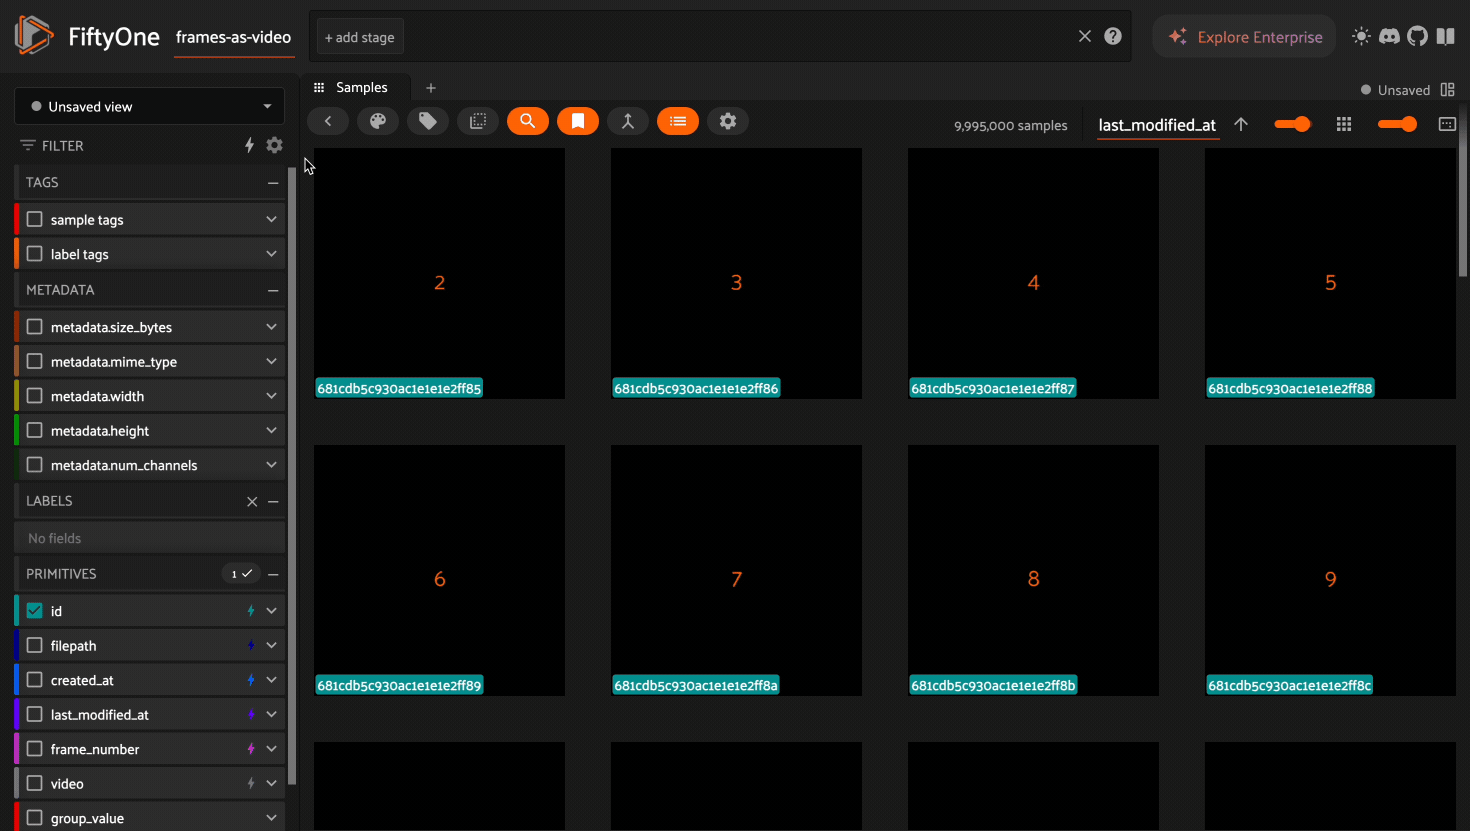 FiftyOne
frames-as-video
+ add stage
Explore Enterprise
Samples
+
Unsaved
Unsaved view
9,995,000 samples
last_modified_at
FILTER
TAGS
sample tags
label tags
METADATA
metadata.size_bytes
metadata.mime_type
metadata.width
metadata.height
metadata.num_channels
LABELS
No fields
PRIMITIVES
1
id
filepath
created_at
last_modified_at
frame_number
video
group_value
2
3
4
5
681cdb5c930ac1e1e1e2ff85
681cdb5c930ac1e1e1e2ff86
681cdb5c930ac1e1e1e2ff87
681cdb5c930ac1e1e1e2ff88
6
7
8
9
681cdb5c930ac1e1e1e2ff89
681cdb5c930ac1e1e1e2ff8a
681cdb5c930ac1e1e1e2ff8b
681cdb5c930ac1e1e1e2ff8c